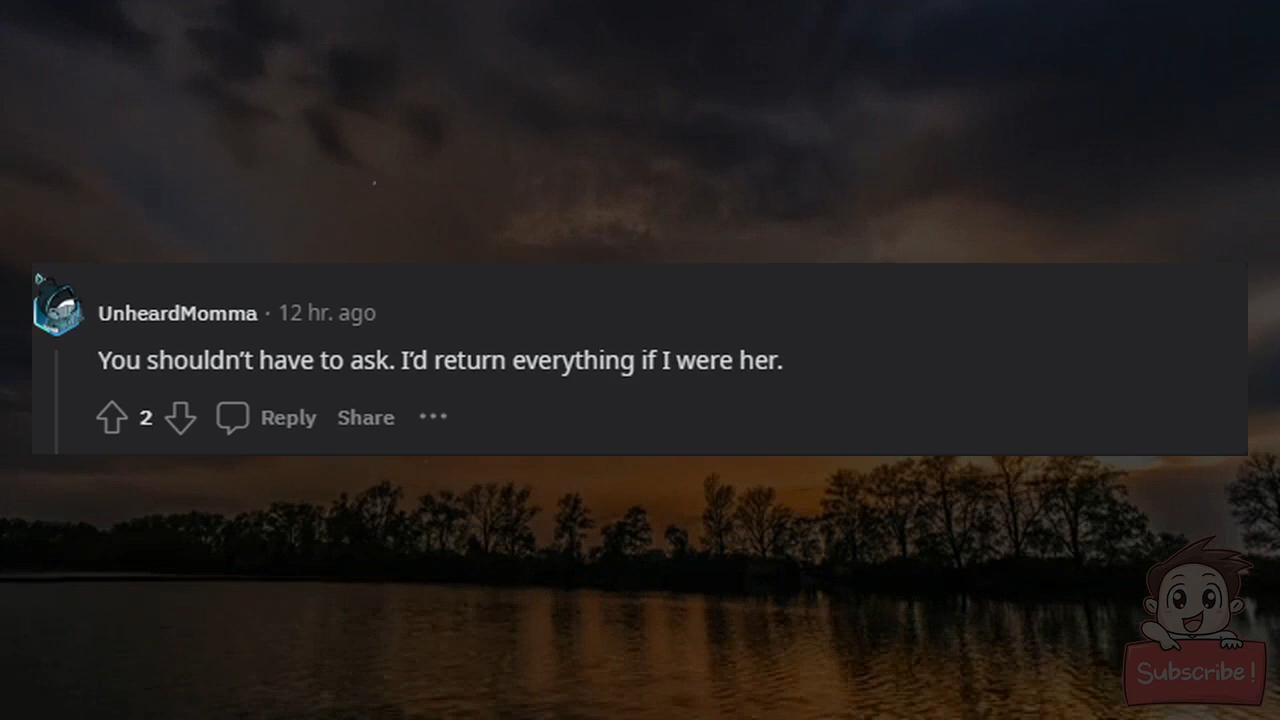 UnheardMomma · 12 hr. ago
You shouldn’t have to ask. I’d return everything if I were her.
2 Reply Share ···
Subscribe!